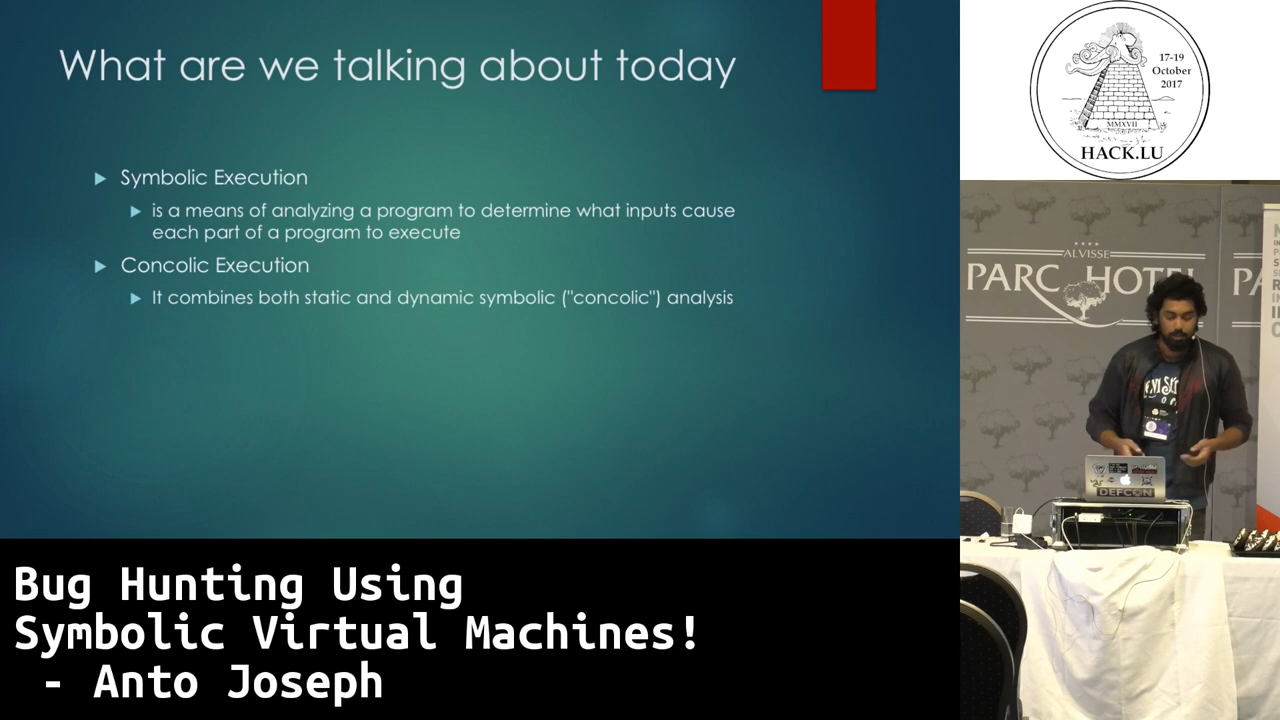 What are we talking about today
Symbolic Execution
is a means of analyzing a program to determine what inputs cause
each part of a program to execute
Concolic Execution
It combines both static and dynamic symbolic ("concolic") analysis
Bug Hunting Using
Symbolic Virtual Machines!
- Anto Joseph
17-19
October
2017
MMXVII
HACK.LU
ALVISSE
PARC HOTEL
PA
DEFCON